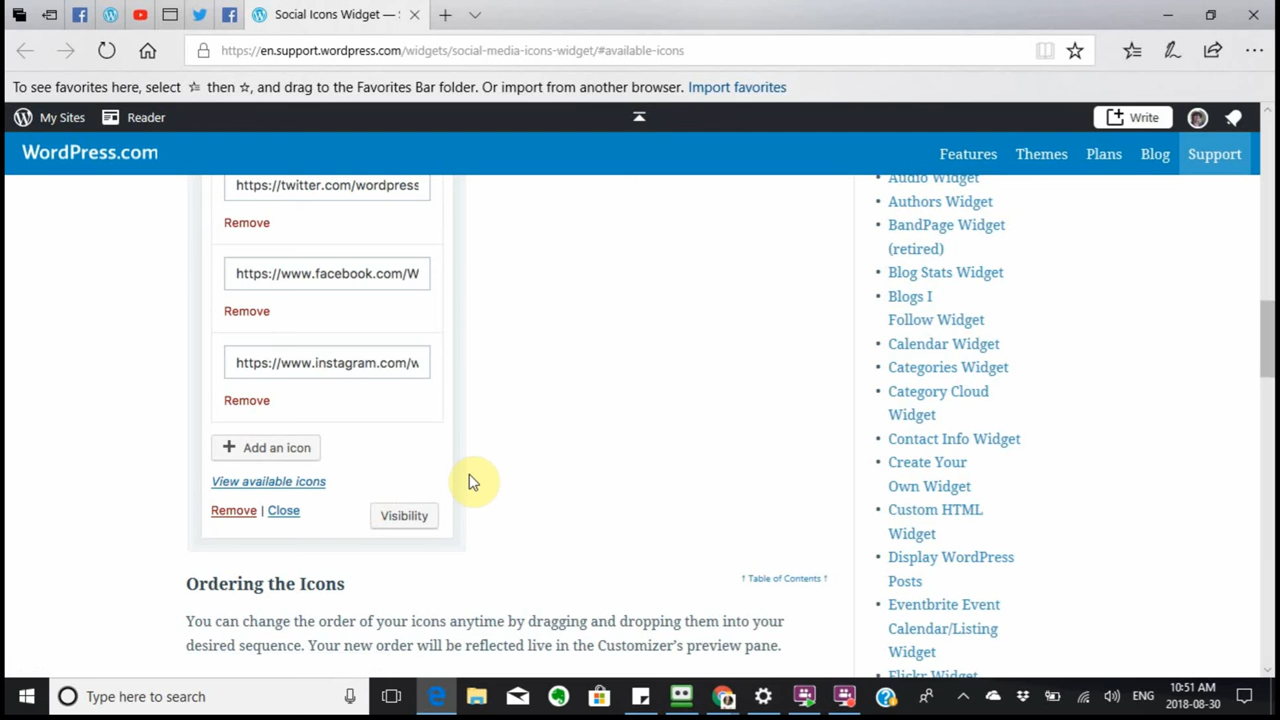 Social Icons Widget — S
https://en.support.wordpress.com/widgets/social-media-icons-widget/#available-icons
To see favorites here, select ☆ then ☆, and drag to the Favorites Bar folder. Or import from another browser. Import favorites
My Sites Reader Write
WordPress.com Features Themes Plans Blog Support
https://twitter.com/wordpress
Remove
https://www.facebook.com/W
Remove
https://www.instagram.com/w
Remove
+ Add an icon
View available icons
Remove | Close Visibility
Ordering the Icons
↑ Table of Contents ↑
You can change the order of your icons anytime by dragging and dropping them into your
desired sequence. Your new order will be reflected live in the Customizer's preview pane.
Audio Widget
• Authors Widget
• BandPage Widget
(retired)
• Blog Stats Widget
• Blogs I
Follow Widget
• Calendar Widget
• Categories Widget
• Category Cloud
Widget
• Contact Info Widget
• Create Your
Own Widget
• Custom HTML
Widget
• Display WordPress
Posts
• Eventbrite Event
Calendar/Listing
Widget
• Flickr Widget
Type here to search
ENG
10:51 AM
2018-08-30